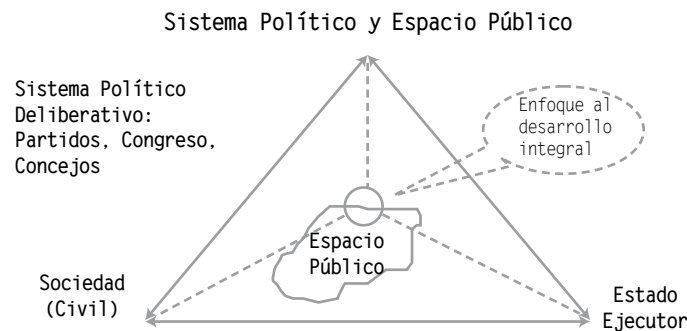 Sistema Político y Espacio Público
Sistema Político
Deliberativo:
Partidos, Congreso,
Concejos
Enfoque al
desarrollo
integral
Espacio
Público
Sociedad
(Civil)
Estado
Ejecutor